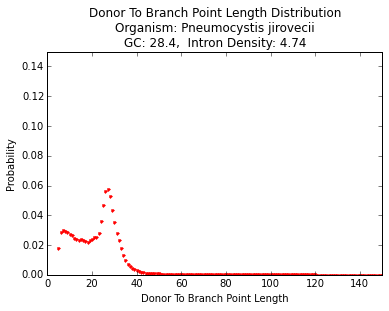 Donor To Branch Point Length Distribution
Organism: Pneumocystis jirovecii
GC: 28.4,  Intron Density: 4.74
Probability
0.14
0.12
0.10
0.08
0.06
0.04
0.02
0.00
0 20 40 60 80 100 120 140
Donor To Branch Point Length